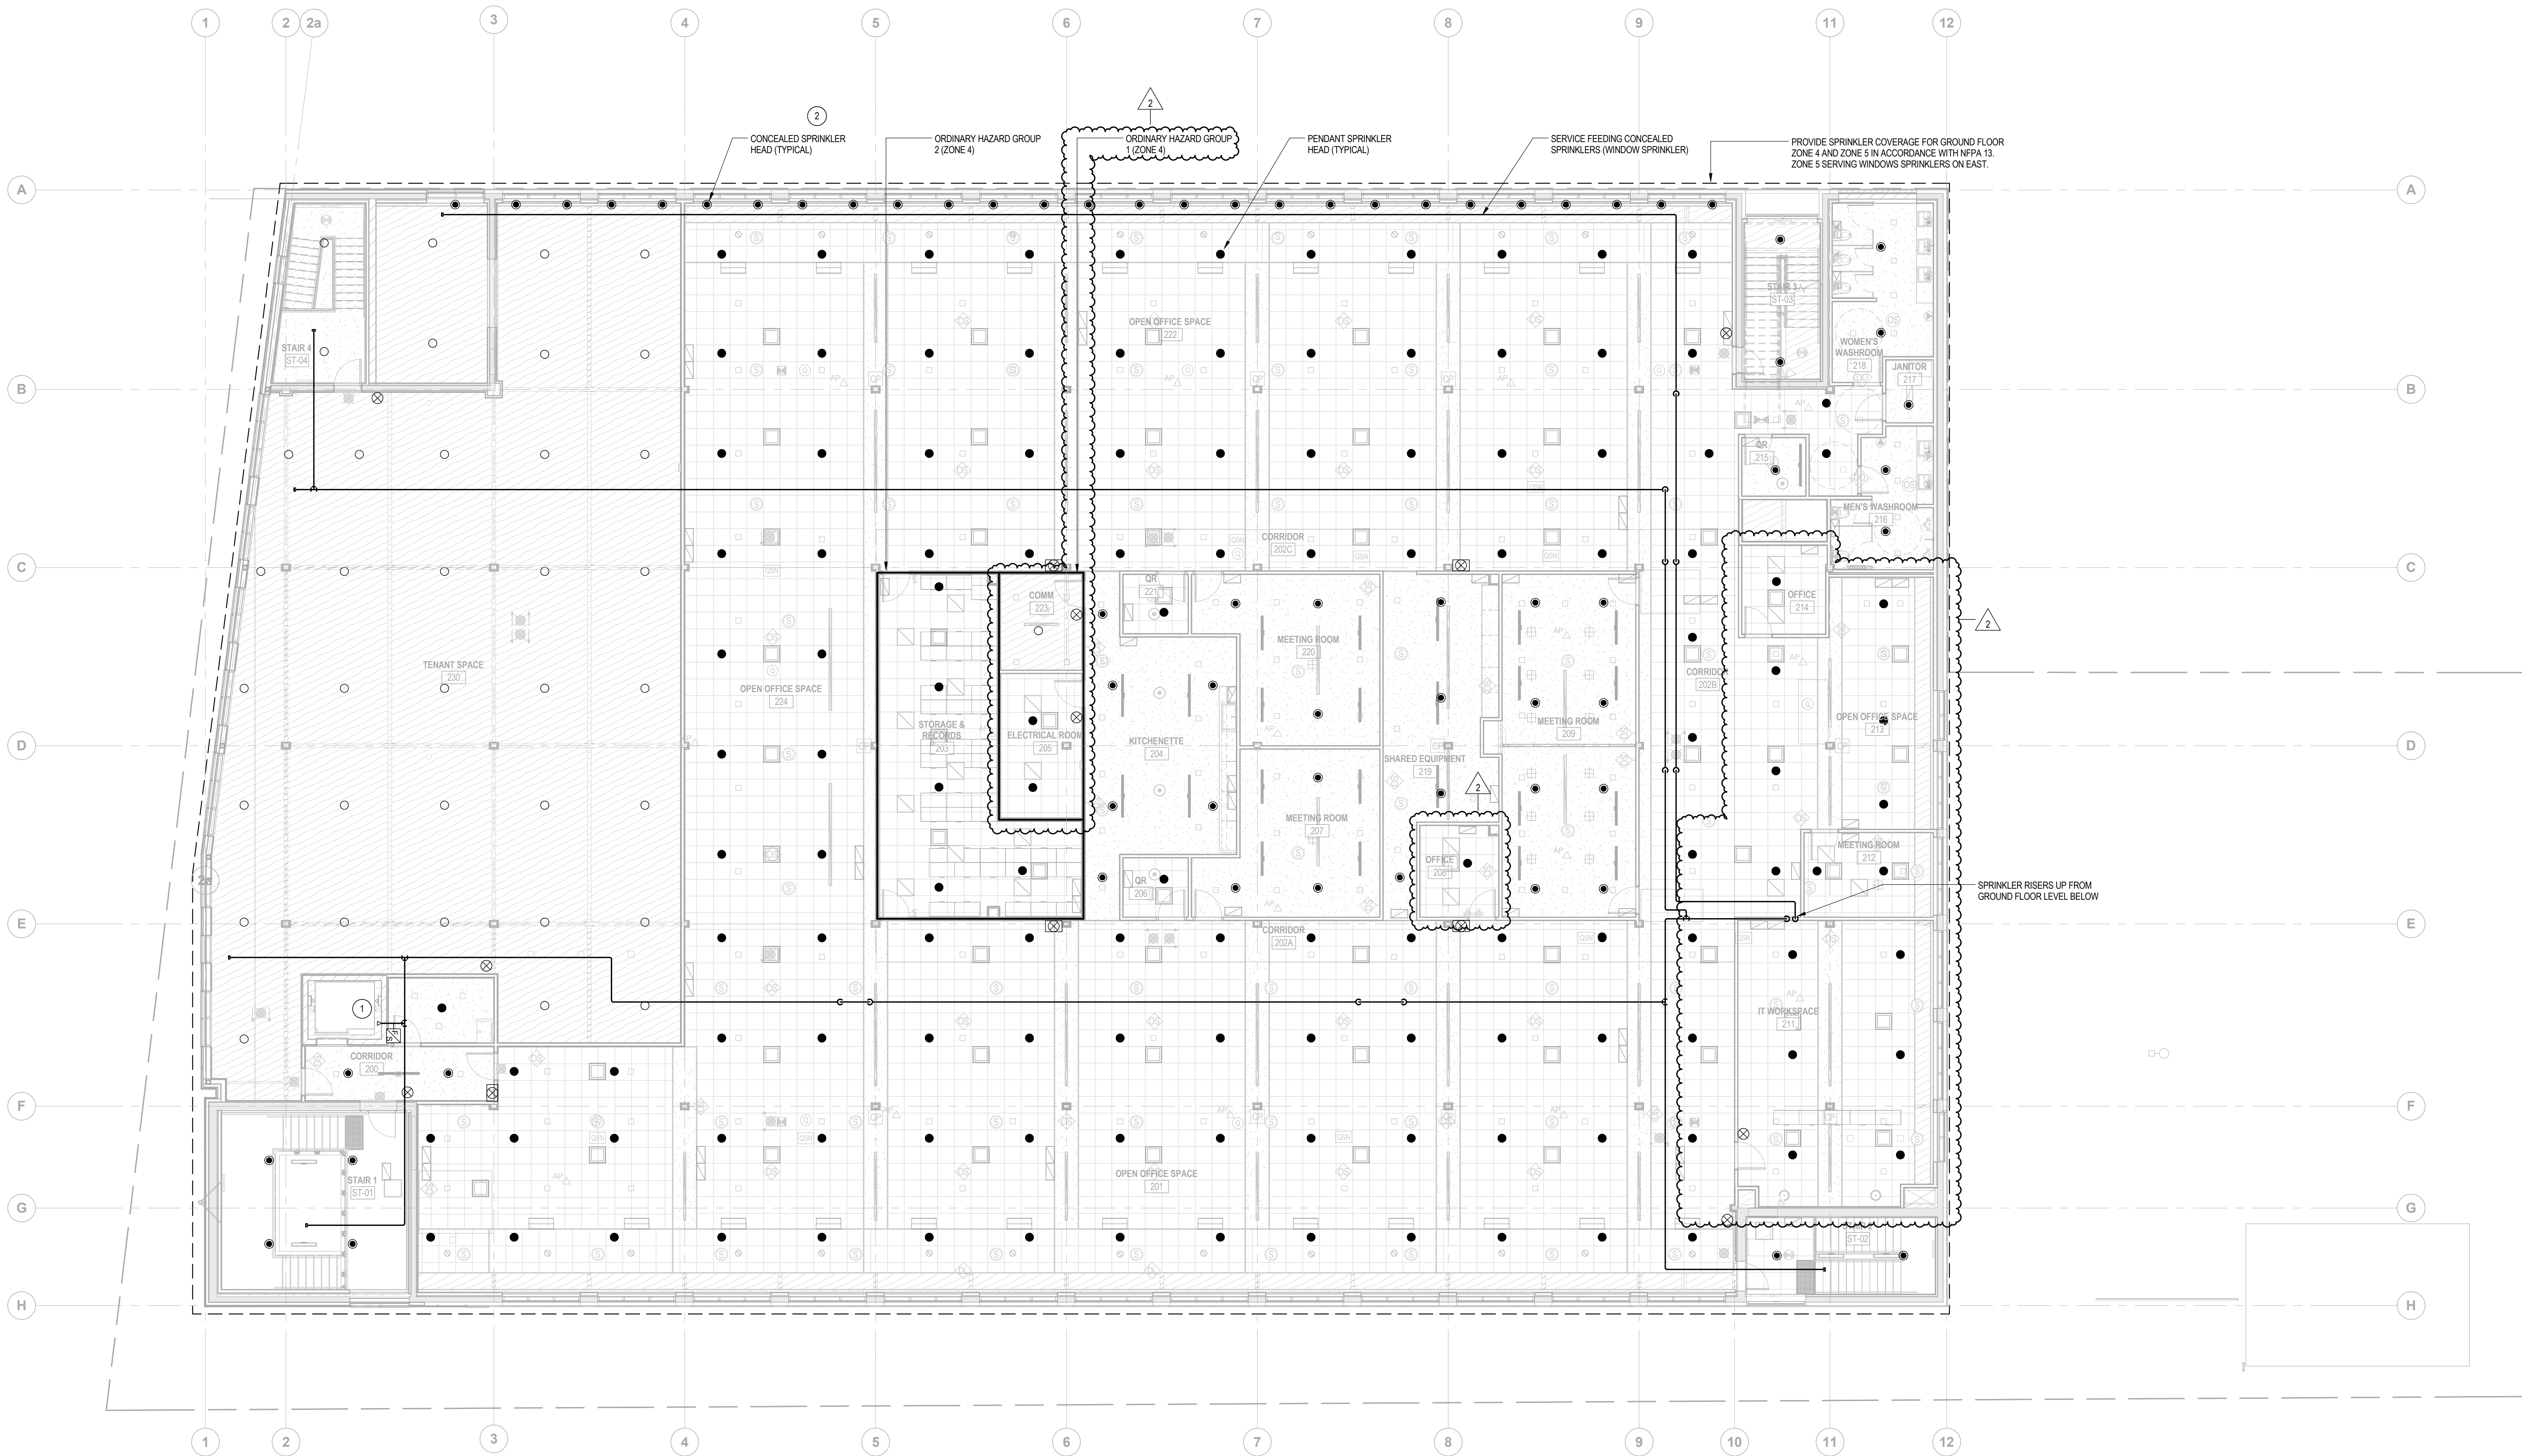 1
2
2a
3
4
5
6
7
8
9
11
12
2
2
CONCEALED SPRINKLER
HEAD (TYPICAL)
ORDINARY HAZARD GROUP
2 (ZONE 4)
ORDINARY HAZARD GROUP
1 (ZONE 4)
PENDANT SPRINKLER
HEAD (TYPICAL)
SERVICE FEEDING CONCEALED
SPRINKLERS (WINDOW SPRINKLER)
PROVIDE SPRINKLER COVERAGE FOR GROUND FLOOR
ZONE 4 AND ZONE 5 IN ACCORDANCE WITH NFPA 13.
ZONE 5 SERVING WINDOWS SPRINKLERS ON EAST.
A
A
STAIR 3
ST-03
OPEN OFFICE SPACE
222
STAIR 4
ST-04
WOMEN'S
WASHROOM
218
JANITOR
217
B
B
QR
215
MEN'S WASHROOM
216
CORRIDOR
202C
C
C
COMM
223
QR
221
OFFICE
214
2
MEETING ROOM
220
TENANT SPACE
230
OPEN OFFICE SPACE
224
CORRIDOR
202B
STORAGE &
RECORDS
203
ELECTRICAL ROOM
205
KITCHENETTE
204
MEETING ROOM
209
OPEN OFFICE SPACE
213
D
D
SHARED EQUIPMENT
219
2
MEETING ROOM
207
MEETING ROOM
212
OFFICE
208
QR
206
SPRINKLER RISERS UP FROM
GROUND FLOOR LEVEL BELOW
E
E
CORRIDOR
202A
1
IT WORKSPACE
211
CORRIDOR
200
F
F
OPEN OFFICE SPACE
201
STAIR 1
ST-01
G
G
ST-02
H
H
1
2
3
4
5
6
7
8
9
10
11
12